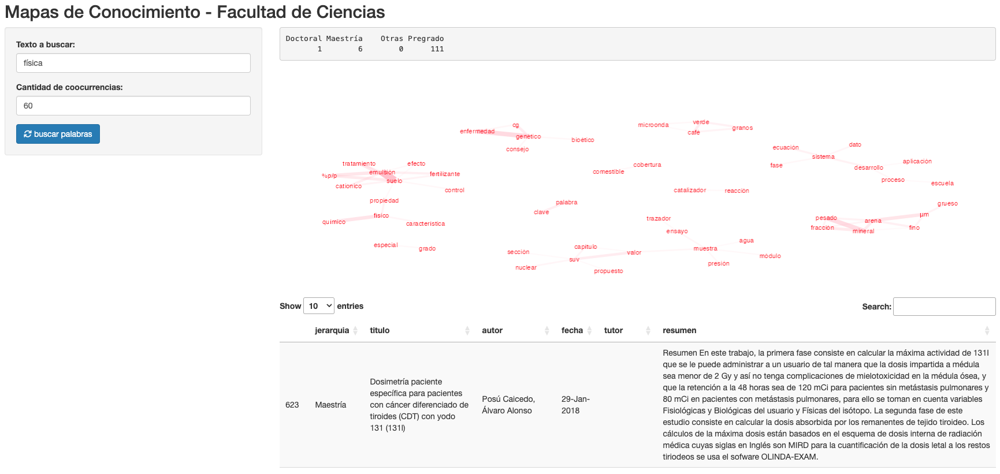 Mapas de Conocimiento - Facultad de Ciencias
Texto a buscar:
física
Cantidad de coocurrencias:
60
buscar palabras
Doctoral Maestría Otras Pregrado
1 6 0 111
cg
enfermedad
genético
bioético
consejo
microonda
verde
café
granos
ecuación
dato
sistema
fase
desarrollo
aplicación
proceso
escuela
tratamiento
efecto
%p/p
emulsión
fertilizante
suelo
cationico
control
propiedad
físico
quimico
característica
especial
grado
comestible
cobertura
catalizador
reacción
palabra
clave
trazador
ensayo
sección
capitulo
valor
suv
nuclear
propuesto
muestra
agua
módulo
presión
grueso
µm
pesado
arena
fracción
mineral
fino
Show 10 entries
Search:
jerarquia titulo autor fecha tutor resumen
623
Maestría
Dosimetría paciente
específica para pacientes
con cáncer diferenciado de
tiroides (CDT) con yodo
131 (131I)
Posú Caicedo,
Álvaro Alonso
29-Jan-
2018
Resumen En este trabajo, la primera fase consiste en calcular la máxima actividad de 131I
que se le puede administrar a un usuario de tal manera que la dosis impartida a médula
sea menor de 2 Gy y así no tenga complicaciones de mielotoxicidad en la médula ósea, y
que la retención a la 48 horas sea de 120 mCi para pacientes sin metástasis pulmonares y
80 mCi en pacientes con metástasis pulmonares, para ello se toman en cuenta variables
Fisiológicas y Biológicas del usuario y Físicas del isótopo. La segunda fase de este
estudio consiste en calcular la dosis absorbida por los remanentes de tejido tiroideo. Los
cálculos de la máxima dosis están basados en el esquema de dosis interna de radiación
médica cuyas siglas en Inglés son MIRD para la cuantificación de la dosis letal a los restos
tiriodeos se usa el sofware OLINDA-EXAM.